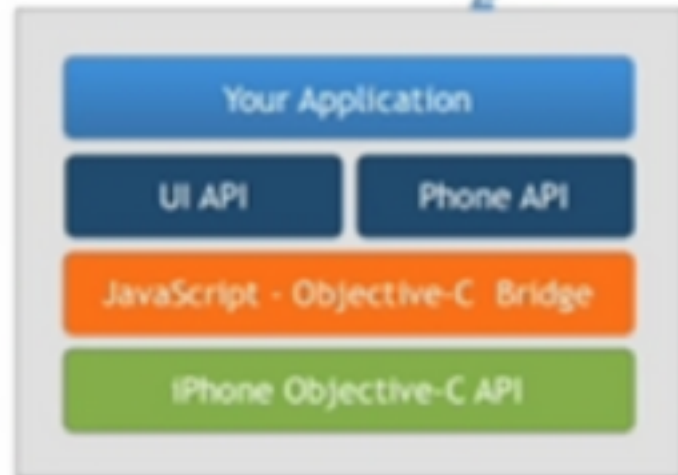 Your Application
UI API Phone API
JavaScript - Objective-C Bridge
iPhone Objective-C API